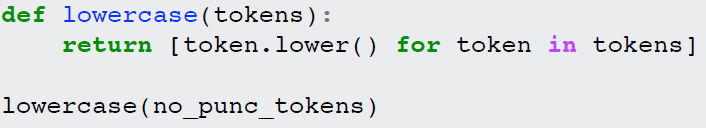 def lowercase(tokens):
    return [token.lower() for token in tokens]

lowercase(no_punc_tokens)